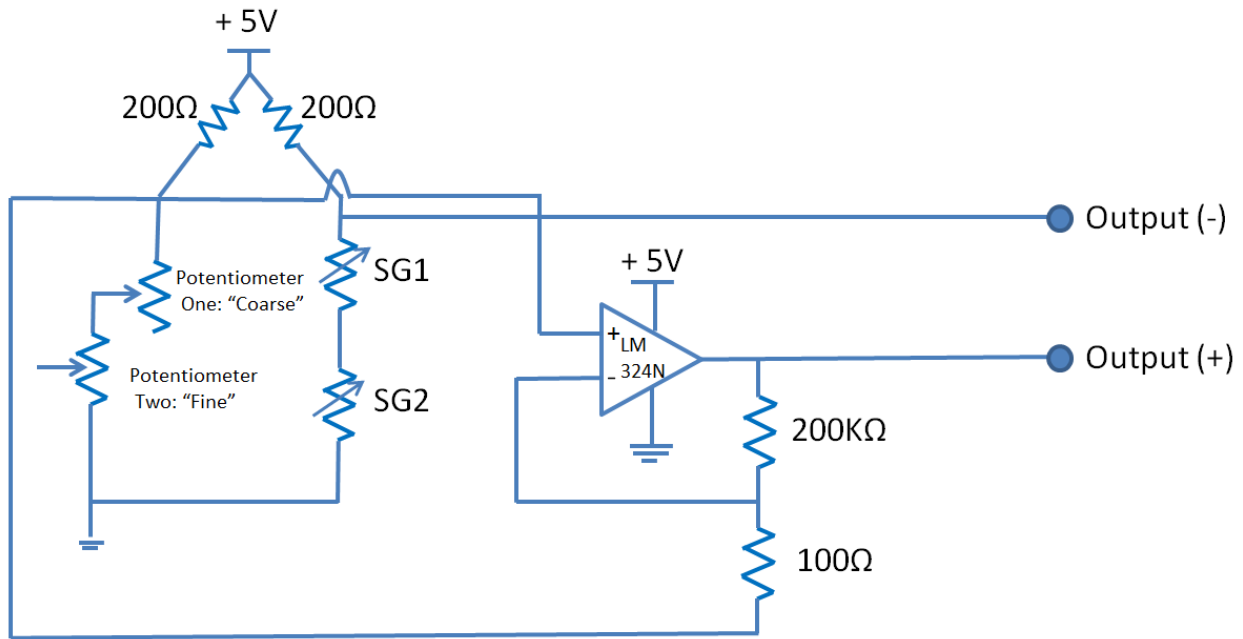 + 5V
200Ω
200Ω
Output (-)
SG1
Potentiometer
One: “Coarse”
+ 5V
+
LM
-
324N
Output (+)
Potentiometer
Two: “Fine”
SG2
200KΩ
100Ω